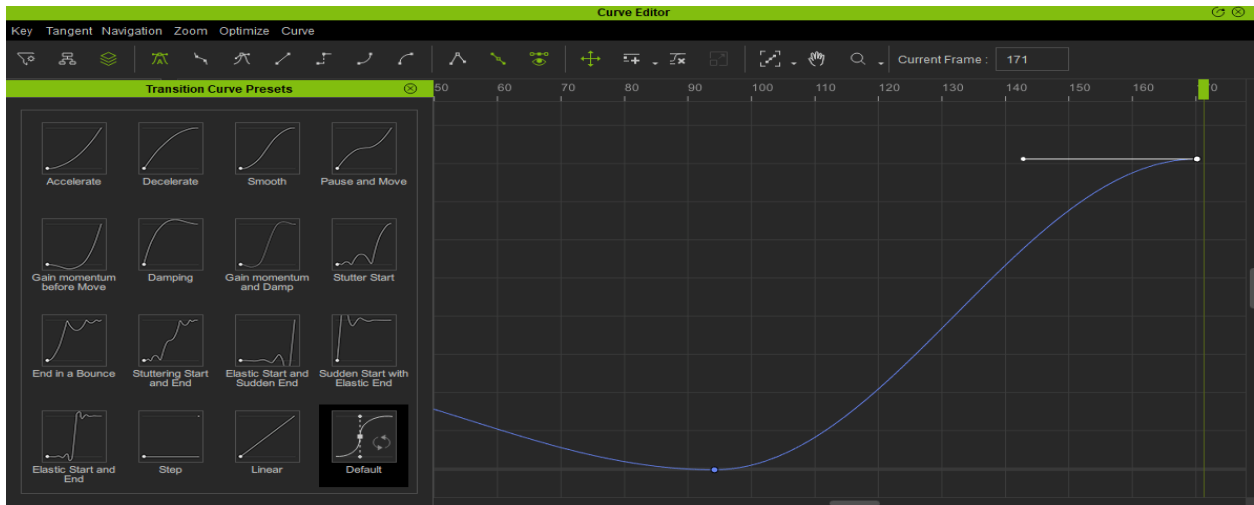 Curve Editor
Key Tangent Navigation Zoom Optimize Curve
Current Frame : 171
Transition Curve Presets
50 60 70 80 90 100 110 120 130 140 150 160 0
Accelerate Decelerate Smooth Pause and Move
Gain momentum before Move
Damping
Gain momentum and Damp
Stutter Start
End in a Bounce
Stuttering Start and End
Elastic Start and Sudden End
Sudden Start with Elastic End
Elastic Start and End
Step
Linear
Default